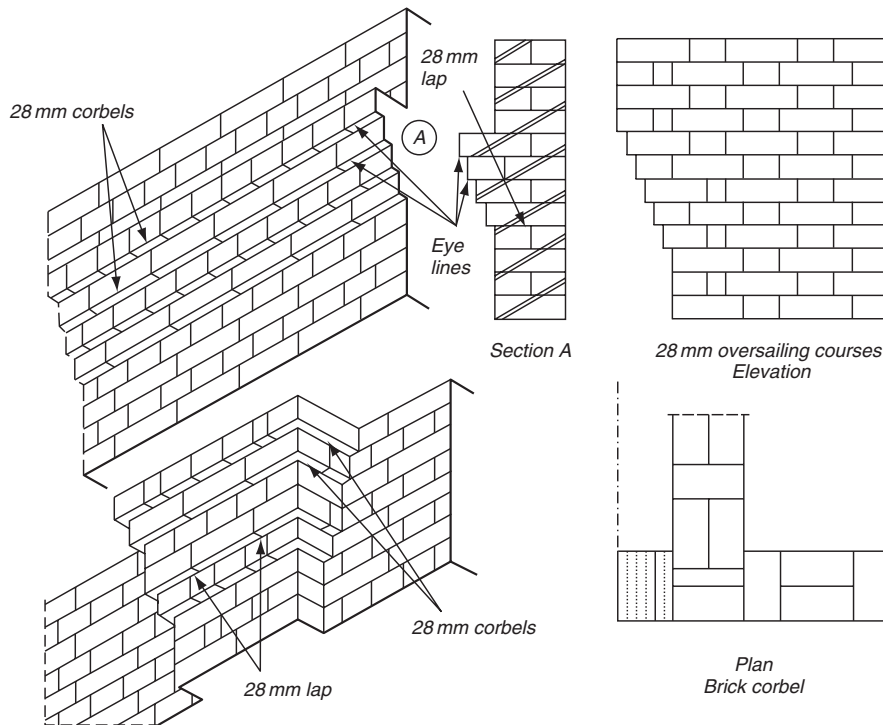 28 mm
lap
28 mm corbels
A
Eye
lines
Section A
28 mm oversailing courses
Elevation
28 mm corbels
28 mm lap
Plan
Brick corbel